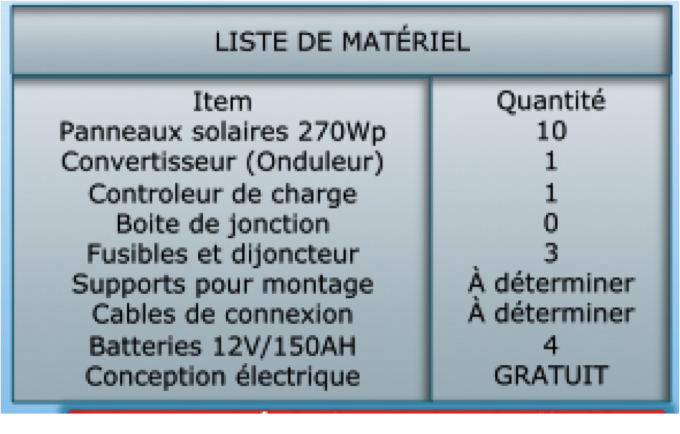 LISTE DE MATÉRIEL
Item Quantité
Panneaux solaires 270Wp 10
Convertisseur (Onduleur) 1
Controleur de charge 1
Boite de jonction 0
Fusibles et dijoncteur 3
Supports pour montage À déterminer
Cables de connexion À déterminer
Batteries 12V/150AH 4
Conception électrique GRATUIT